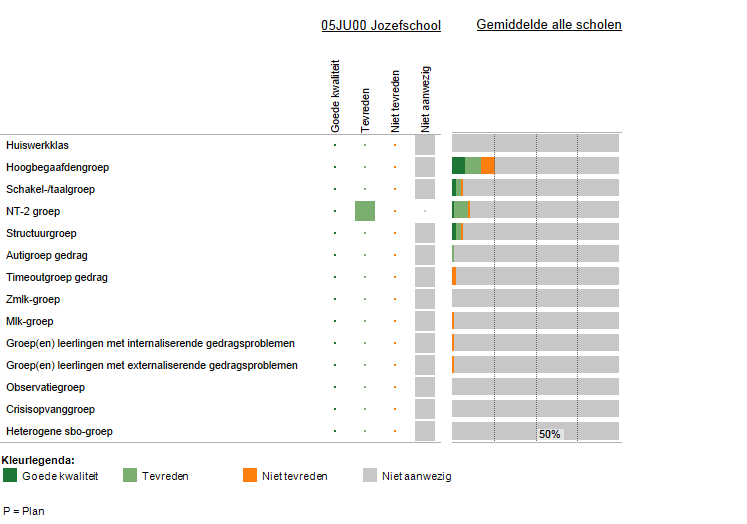 05JU00 Jozefschool
Gemiddelde alle scholen
Goede kwaliteit
Tevreden
Niet tevreden
Niet aanwezig
Huiswerkklas
Hoogbegaafdengroep
Schakel-/taalgroep
NT-2 groep
Structuurgroep
Autigroep gedrag
Timeoutgroep gedrag
Zmlk-groep
Mlk-groep
Groep(en) leerlingen met internaliserende gedragsproblemen
Groep(en) leerlingen met externaliserende gedragsproblemen
Observatiegroep
Crisisopvanggroep
Heterogene sbo-groep
50%
Kleurlegenda:
Goede kwaliteit Tevreden Niet tevreden Niet aanwezig
P = Plan